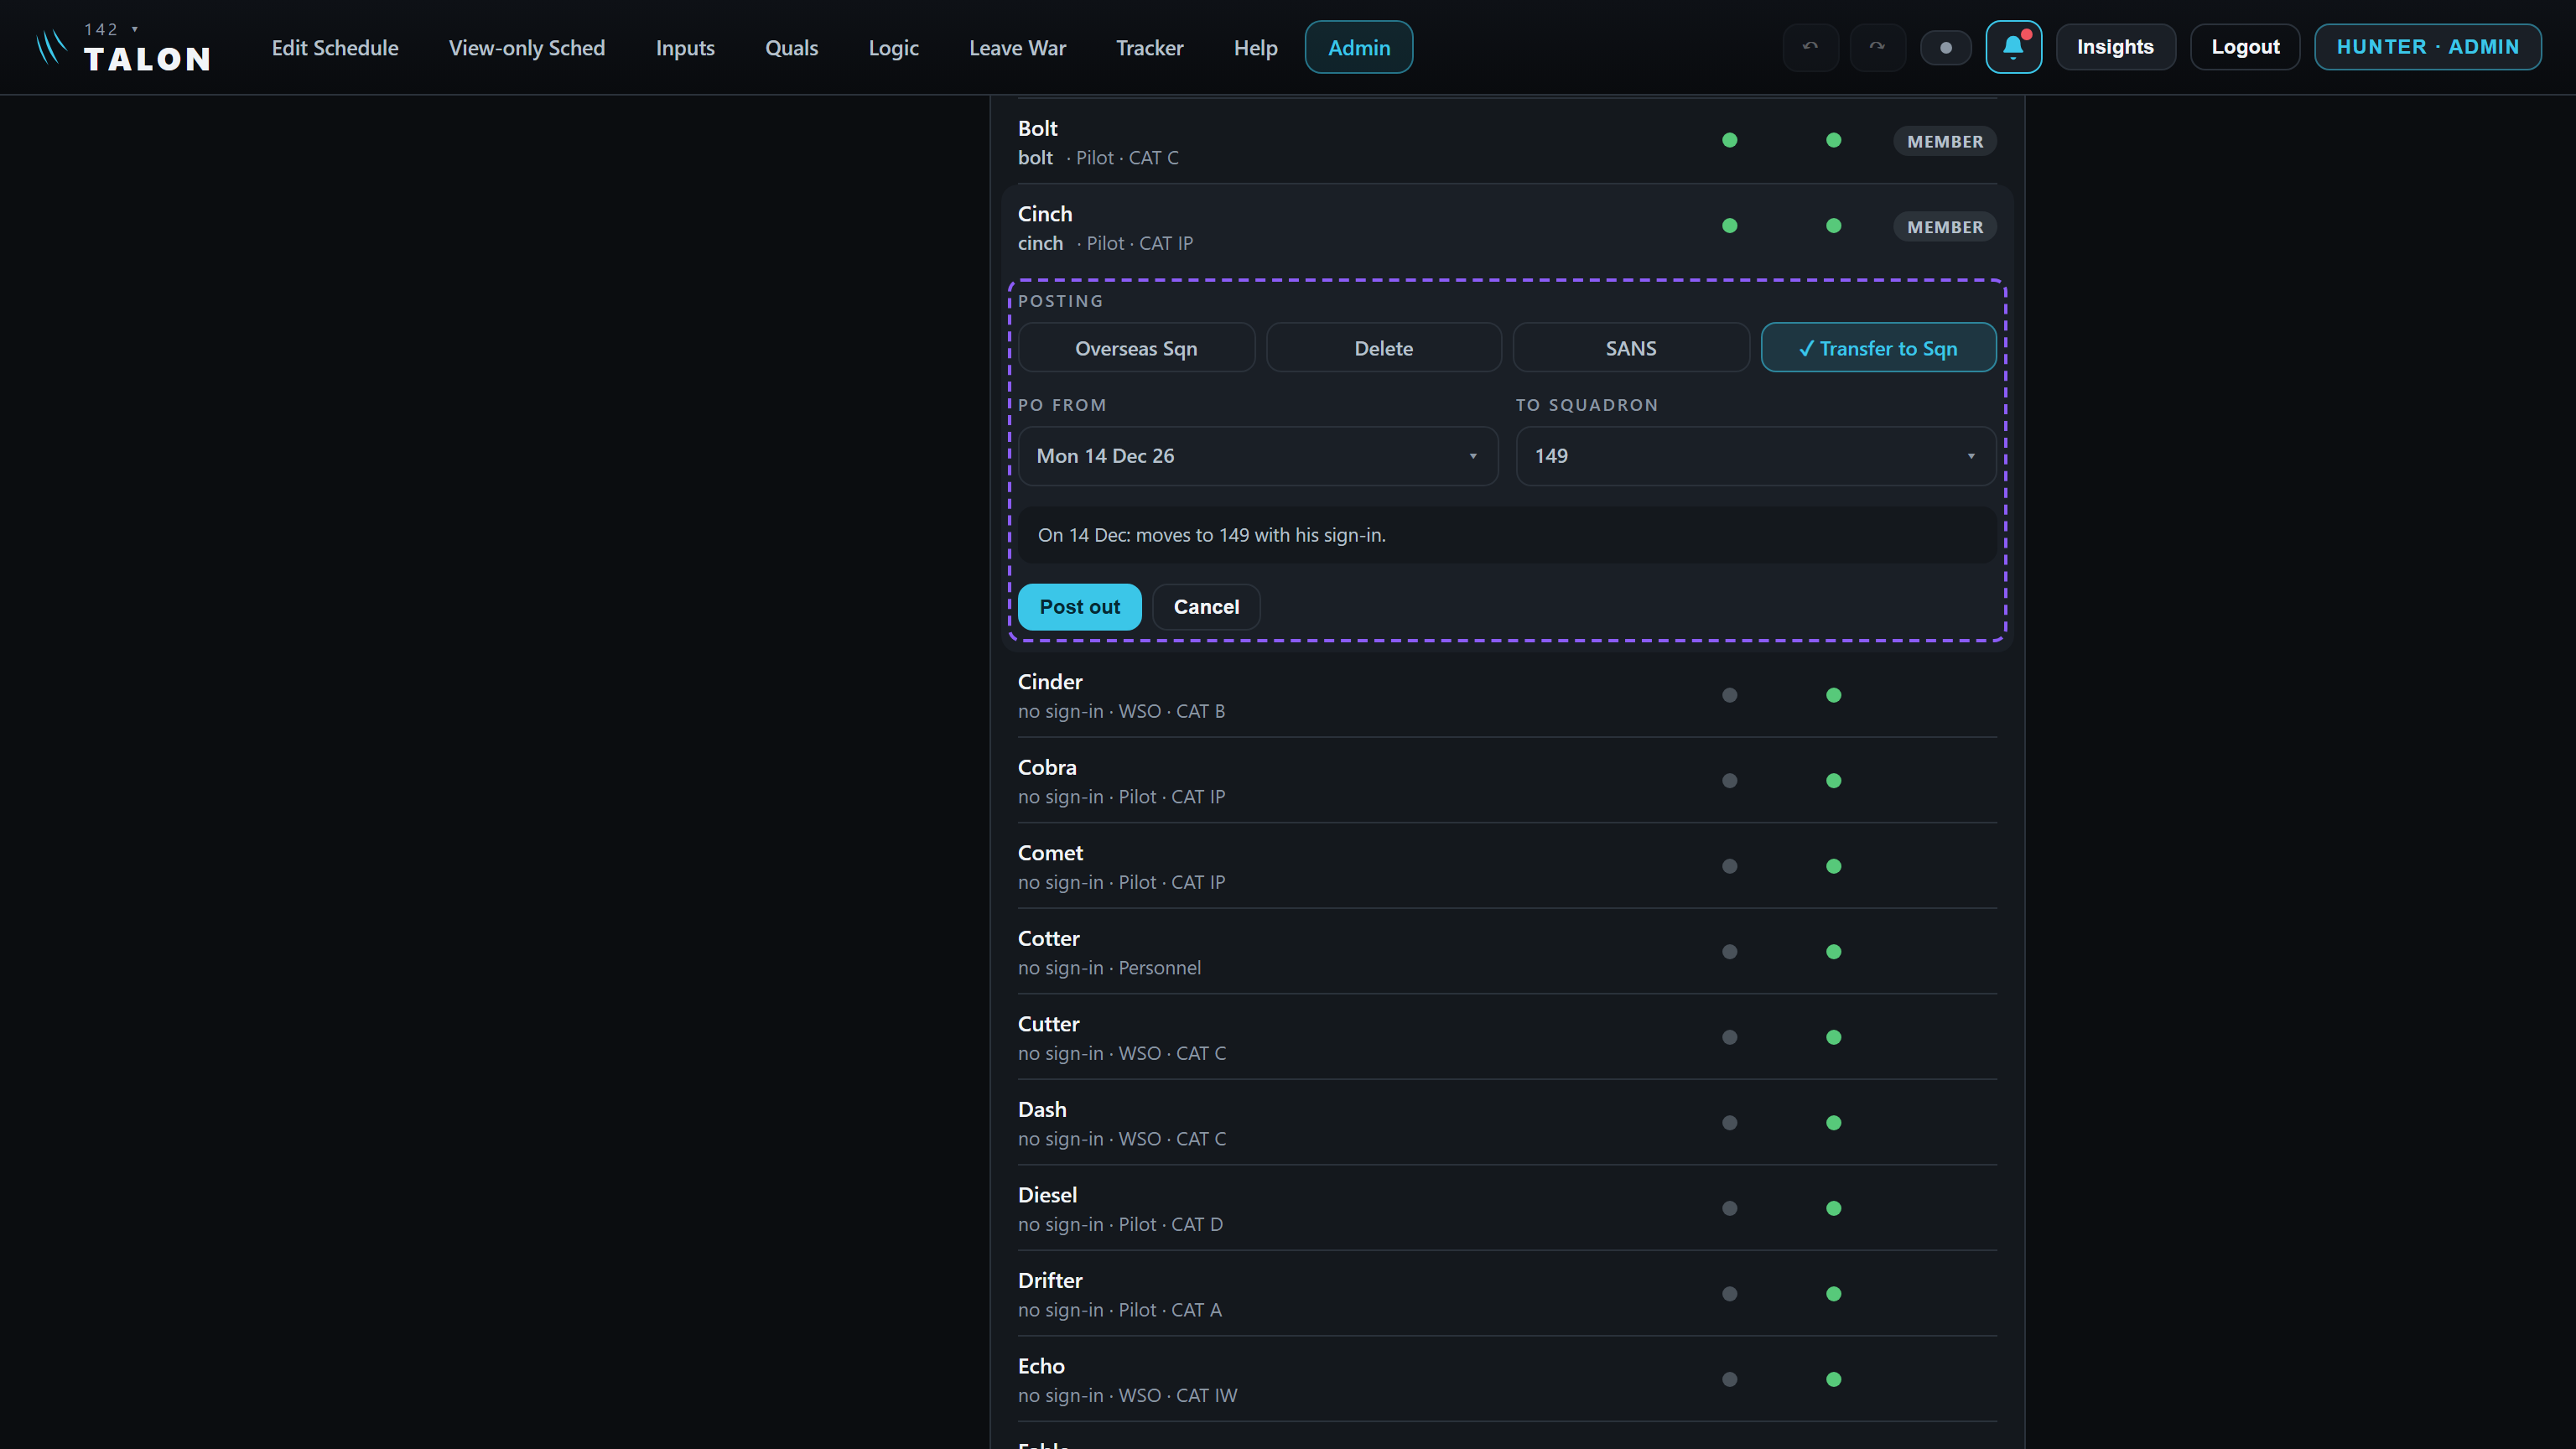 142 ▾
TALON
Edit Schedule
View-only Sched
Inputs
Quals
Logic
Leave War
Tracker
Help
Admin
Insights
Logout
HUNTER · ADMIN
Bolt
bolt · Pilot · CAT C
MEMBER
Cinch
cinch · Pilot · CAT IP
MEMBER
POSTING
Overseas Sqn
Delete
SANS
✓ Transfer to Sqn
PO FROM
TO SQUADRON
Mon 14 Dec 26
149
On 14 Dec: moves to 149 with his sign-in.
Post out
Cancel
Cinder
no sign-in · WSO · CAT B
Cobra
no sign-in · Pilot · CAT IP
Comet
no sign-in · Pilot · CAT IP
Cotter
no sign-in · Personnel
Cutter
no sign-in · WSO · CAT C
Dash
no sign-in · WSO · CAT C
Diesel
no sign-in · Pilot · CAT D
Drifter
no sign-in · Pilot · CAT A
Echo
no sign-in · WSO · CAT IW